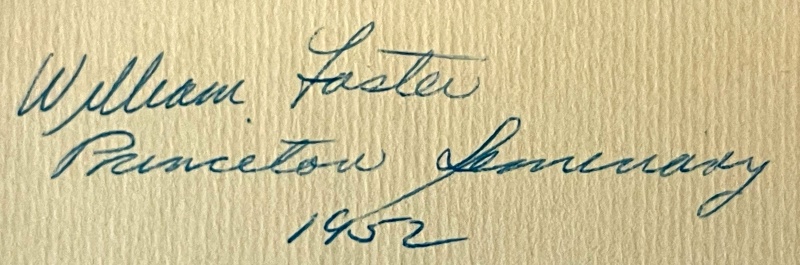 William Foster
Princeton Seminary
1952